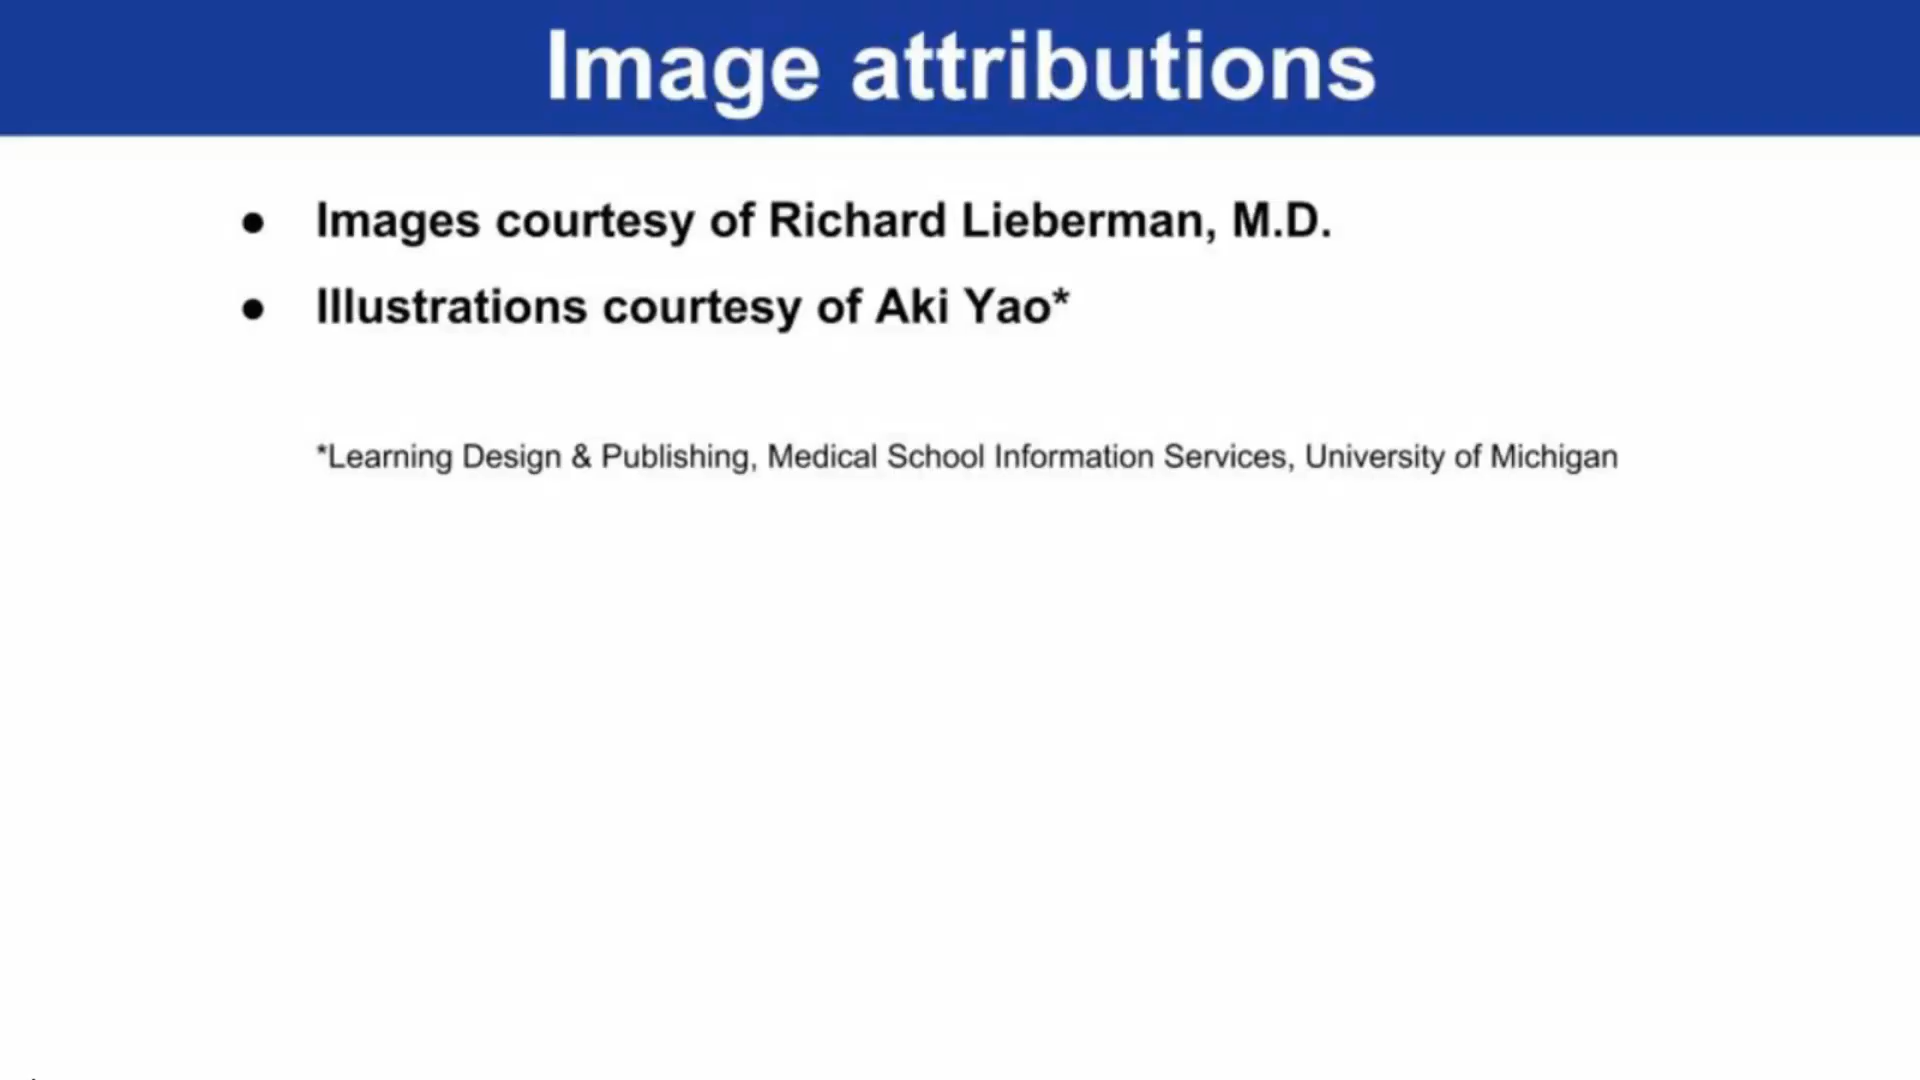 Image attributions
● Images courtesy of Richard Lieberman, M.D.
● Illustrations courtesy of Aki Yao*
*Learning Design & Publishing, Medical School Information Services, University of Michigan